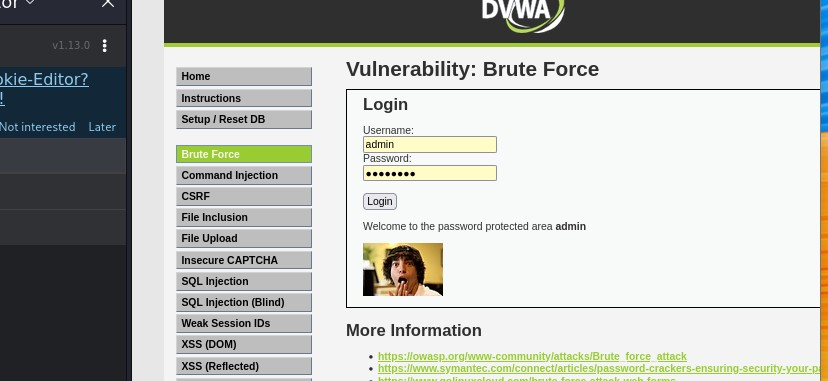 tor
DVWA
v1.13.0
okie-Editor?
!
Not interested Later
Home
Instructions
Setup / Reset DB
Brute Force
Command Injection
CSRF
File Inclusion
File Upload
Insecure CAPTCHA
SQL Injection
SQL Injection (Blind)
Weak Session IDs
XSS (DOM)
XSS (Reflected)
Vulnerability: Brute Force
Login
Username:
admin
Password:
Login
Welcome to the password protected area admin
More Information
https://owasp.org/www-community/attacks/Brute_force_attack
https://www.symantec.com/connect/articles/password-crackers-ensuring-security-your-pa